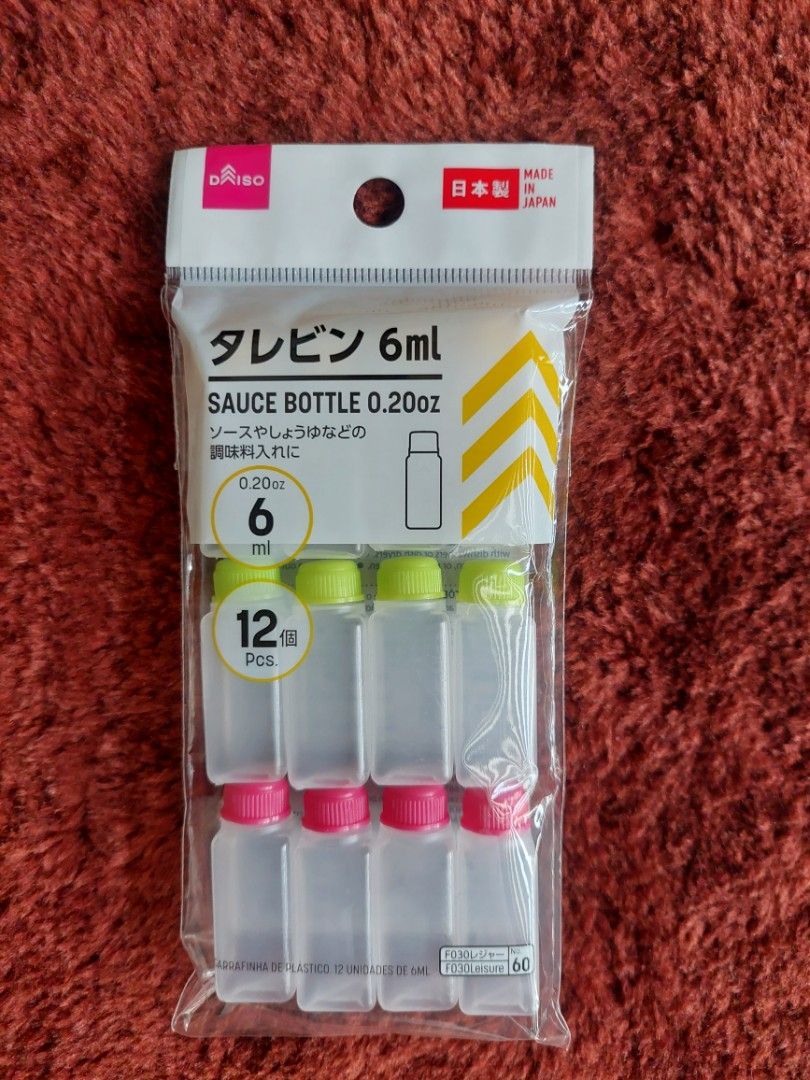 DAISO
日本製
MADE
IN
JAPAN
タレビン 6ml
SAUCE BOTTLE 0.20oz
ソースやしょうゆなどの
調味料入れに
0.20oz
6
ml
12個
Pcs.
GARRAFINHA DE PLÁSTICO. 12 UNIDADES DE 6ML
F030レジャー
F030Leisure
No.
60